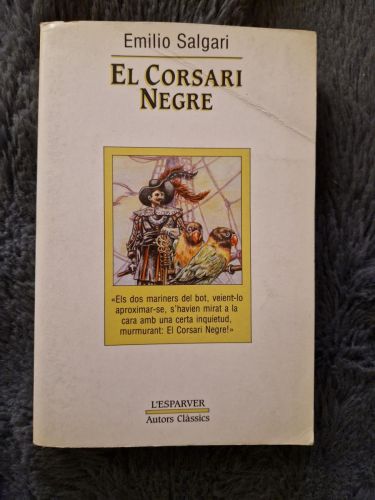 Emilio Salgari
EL CORSARI
NEGRE
«Els dos mariners del bot, veient-lo
aproximar-se, s'havien mirat a la
cara amb una certa inquietud,
murmurant: El Corsari Negre!»
L'ESPARVER
Autors Clàssics